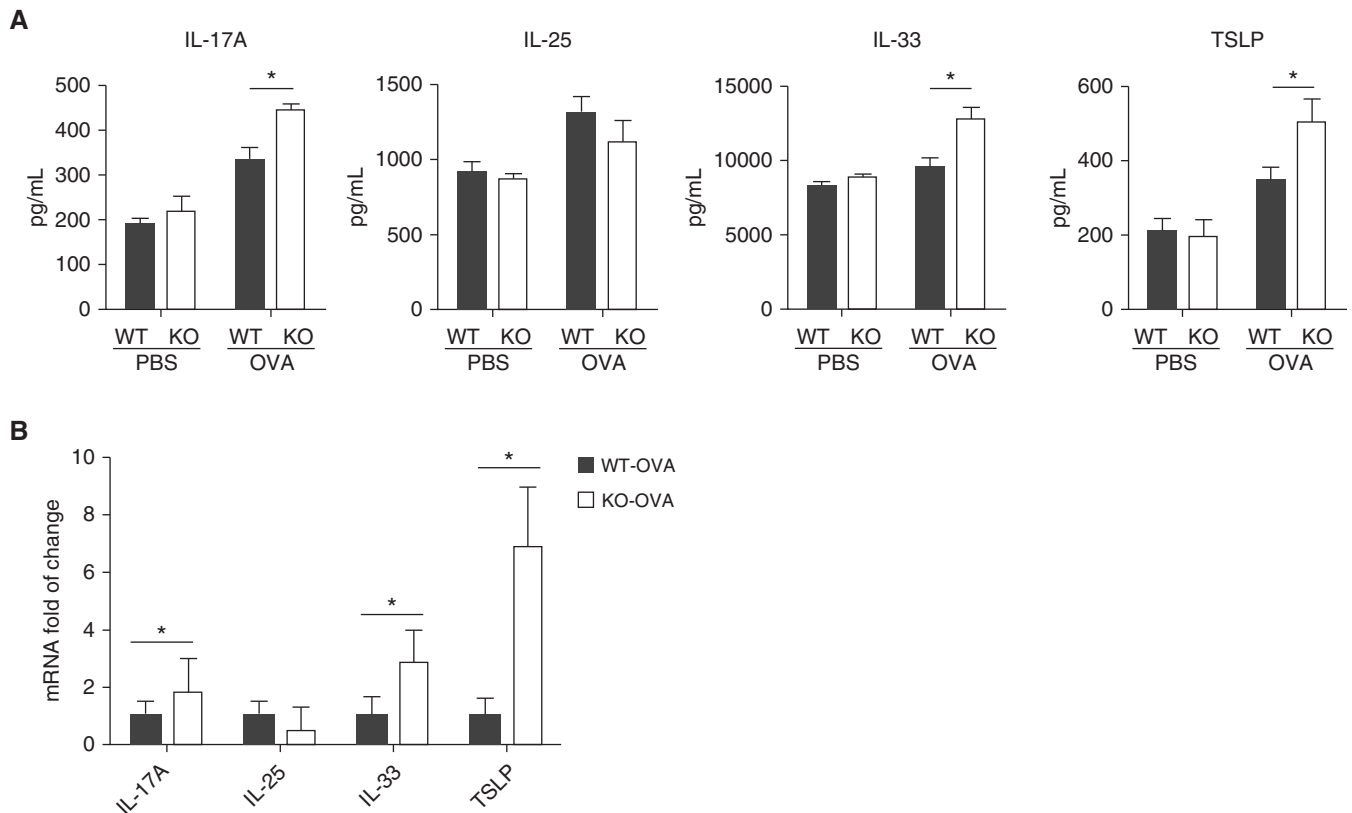 A
IL-17A
500
400
300
200
100
0
pg/mL
*
WT KO WT KO
PBS OVA
IL-25
1500
1000
500
0
pg/mL
WT KO WT KO
PBS OVA
IL-33
15000
10000
5000
0
pg/mL
*
WT KO WT KO
PBS OVA
TSLP
600
400
200
0
pg/mL
*
WT KO WT KO
PBS OVA
B
10
8
6
4
2
0
mRNA fold of change
*
*
*
IL-17A
IL-25
IL-33
TSLP
WT-OVA
KO-OVA